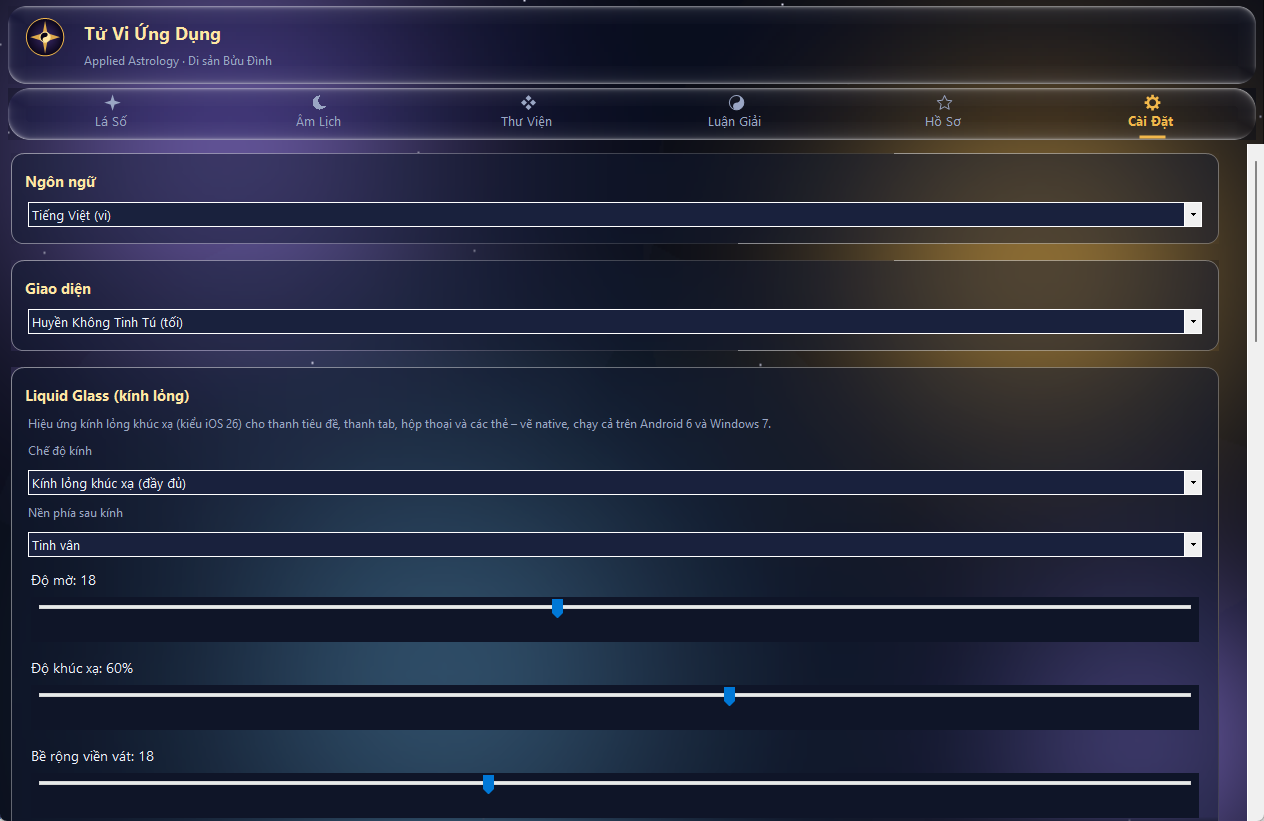 Tử Vi Ứng Dụng
Applied Astrology · Di sản Bửu Đình
Lá Số
Âm Lịch
Thư Viện
Luận Giải
Hồ Sơ
Cài Đặt
Ngôn ngữ
Tiếng Việt (vi)
Giao diện
Huyền Không Tinh Tú (tối)
Liquid Glass (kính lỏng)
Hiệu ứng kính lỏng khúc xạ (kiểu iOS 26) cho thanh tiêu đề, thanh tab, hộp thoại và các thẻ – vẽ native, chạy cả trên Android 6 và Windows 7.
Chế độ kính
Kính lỏng khúc xạ (đầy đủ)
Nền phía sau kính
Tinh vân
Độ mờ: 18
Độ khúc xạ: 60%
Bề rộng viền vát: 18